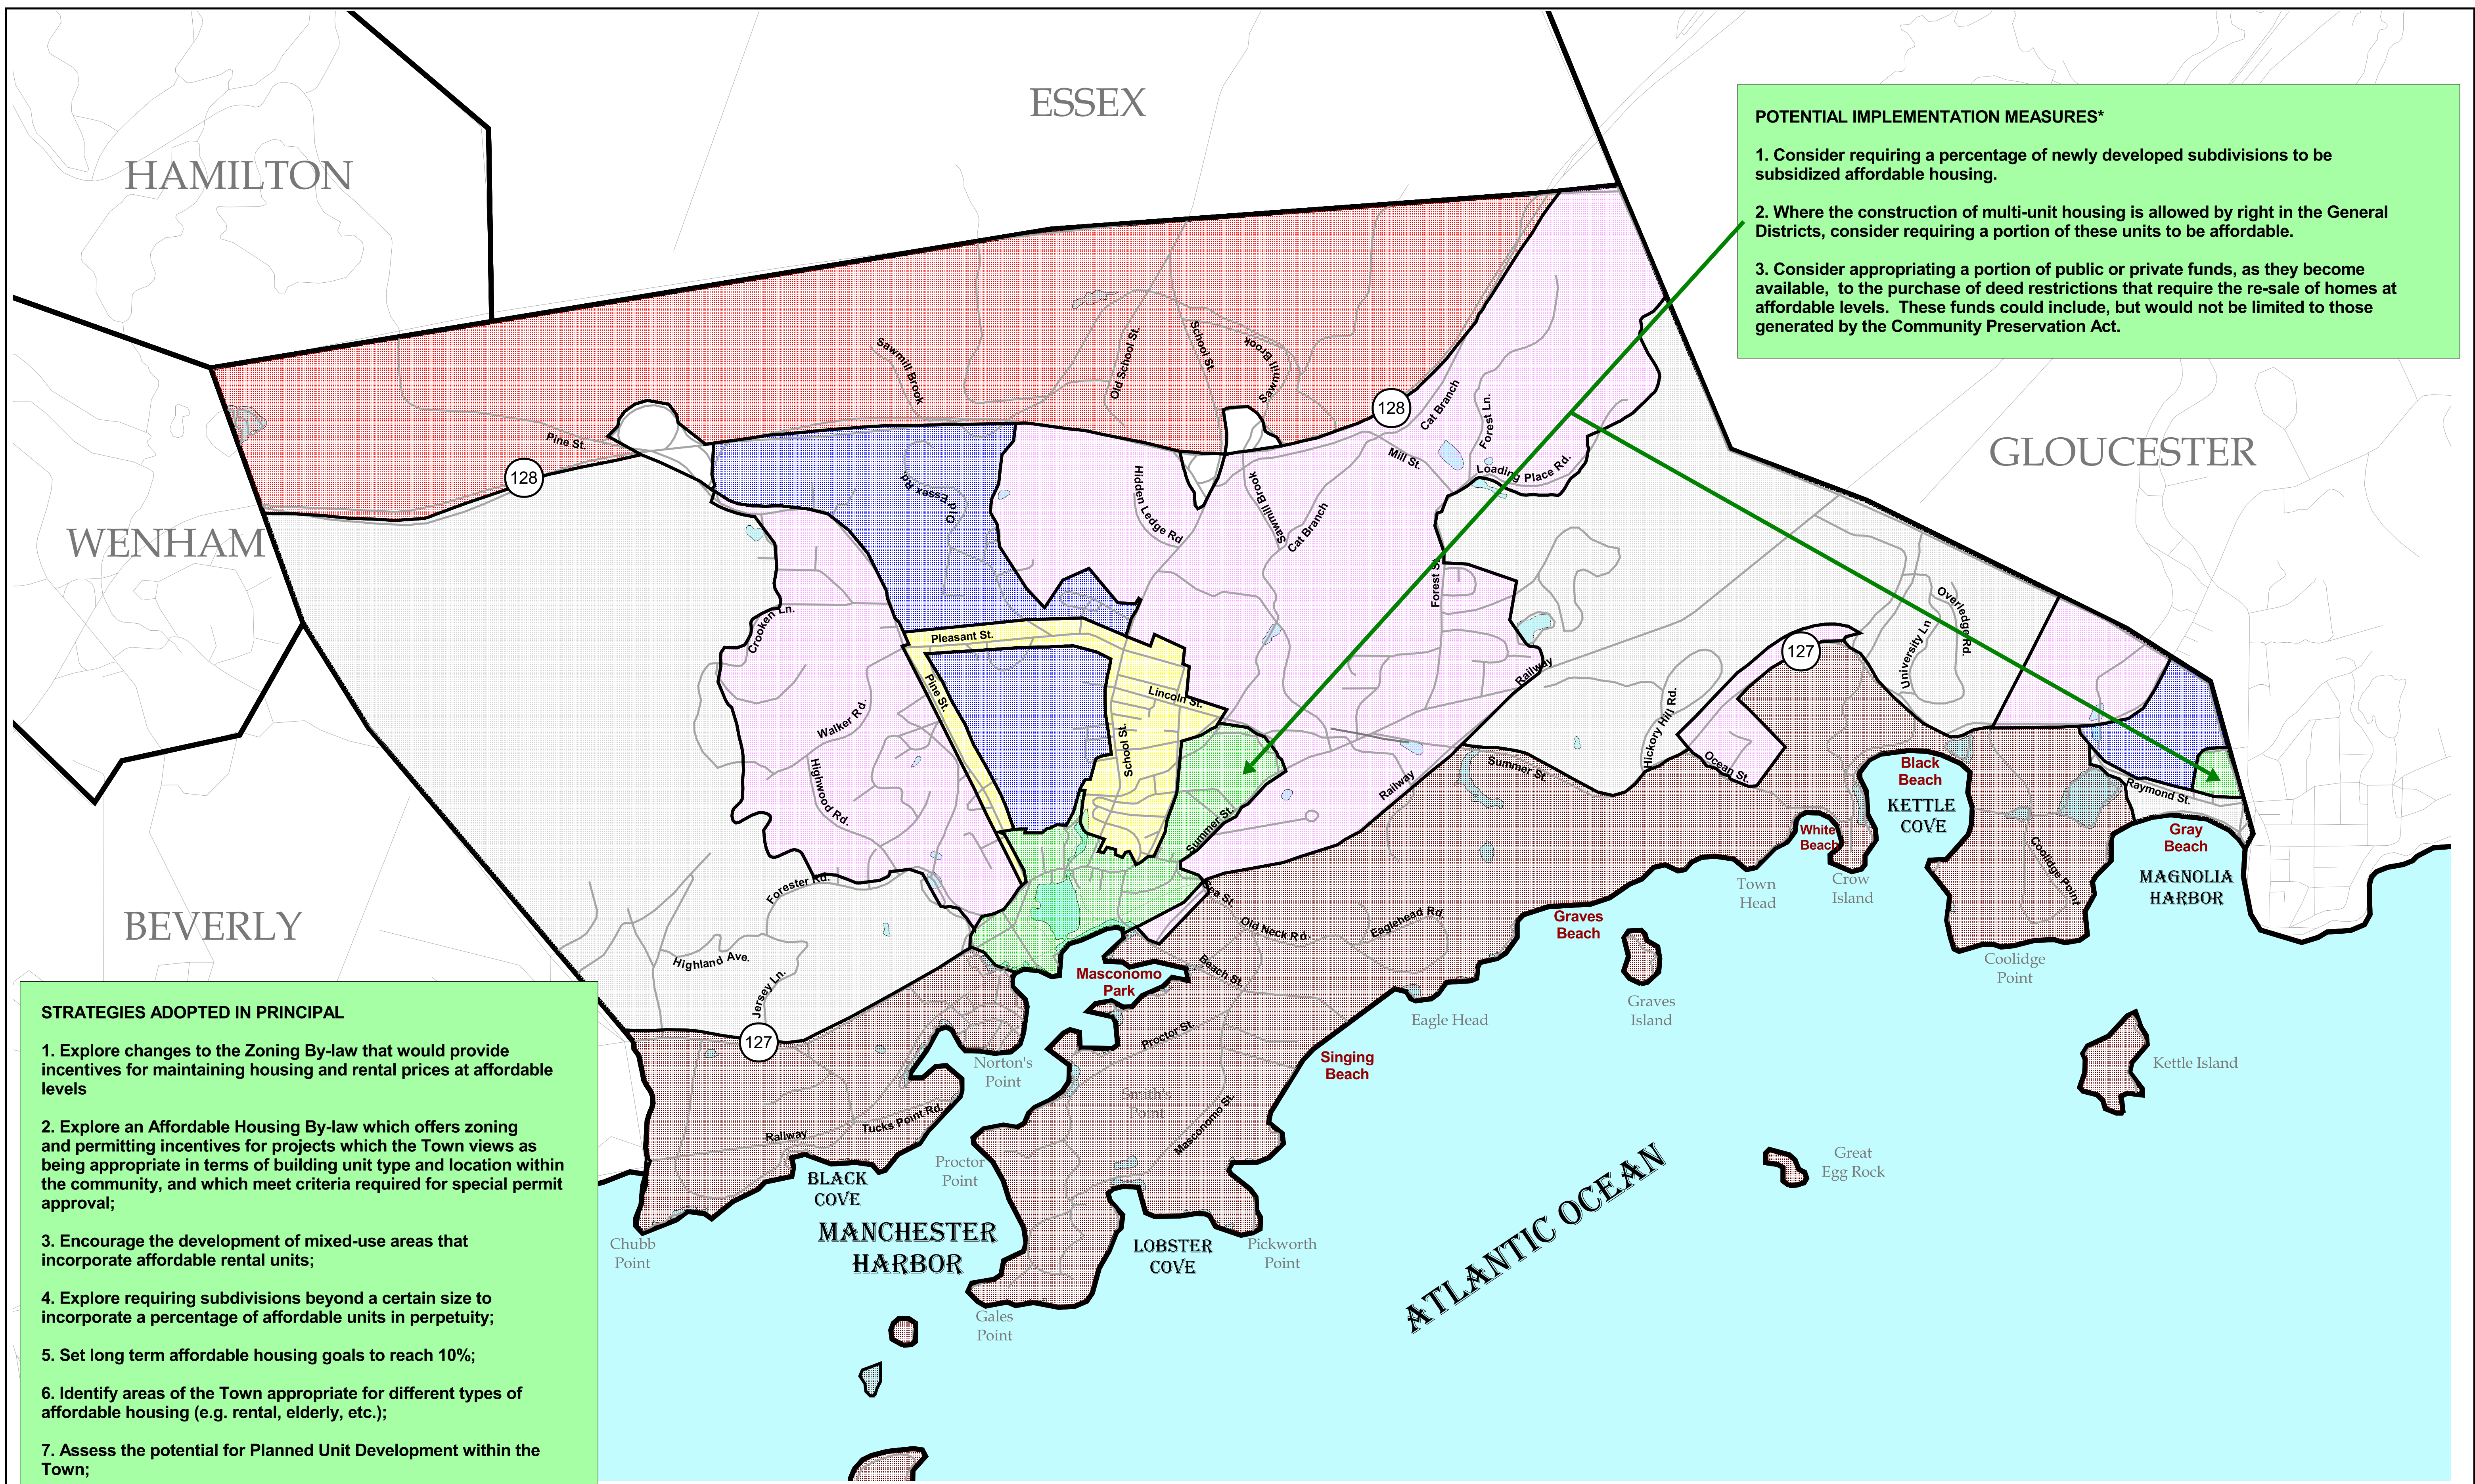 ESSEX
HAMILTON
WENHAM
BEVERLY
GLOUCESTER
POTENTIAL IMPLEMENTATION MEASURES*
1. Consider requiring a percentage of newly developed subdivisions to be
subsidized affordable housing.
2. Where the construction of multi-unit housing is allowed by right in the General
Districts, consider requiring a portion of these units to be affordable.
3. Consider appropriating a portion of public or private funds, as they become
available, to the purchase of deed restrictions that require the re-sale of homes at
affordable levels. These funds could include, but would not be limited to those
generated by the Community Preservation Act.
Sawmill Brook
Old School St.
School St.
Sawmill Brook
128
Cat Branch
Forest Ln.
Pine St.
128
Mill St.
Loading Place Rd.
Old Essex Rd.
Hidden Ledge Rd
Sawmill Brook
Cat Branch
Forest St.
Crooken Ln.
Pleasant St.
Pine St.
Lincoln St.
School St.
Walker Rd.
Highwood Rd.
Railway
Railway
Summer St.
Summer St.
Hickory Hill Rd.
127
University Ln
Overledge Rd.
Ocean St.
Black
Beach
KETTLE
COVE
White
Beach
Raymond St.
Gray
Beach
MAGNOLIA
HARBOR
Coolidge Point
Coolidge
Point
Crow
Island
Town
Head
Graves
Beach
Graves
Island
Forester Rd.
Highland Ave.
Jersey Ln.
127
Sea St.
Old Neck Rd.
Eaglehead Rd.
Beach St.
Masconomo
Park
Eagle Head
Proctor St.
Norton's
Point
Smith's
Point
Masconomo St.
Singing
Beach
Kettle Island
Great
Egg Rock
Railway
Tucks Point Rd.
Proctor
Point
BLACK
COVE
MANCHESTER
HARBOR
LOBSTER
COVE
Pickworth
Point
Chubb
Point
Gales
Point
ATLANTIC OCEAN
STRATEGIES ADOPTED IN PRINCIPAL
1. Explore changes to the Zoning By-law that would provide
incentives for maintaining housing and rental prices at affordable
levels
2. Explore an Affordable Housing By-law which offers zoning
and permitting incentives for projects which the Town views as
being appropriate in terms of building unit type and location within
the community, and which meet criteria required for special permit
approval;
3. Encourage the development of mixed-use areas that
incorporate affordable rental units;
4. Explore requiring subdivisions beyond a certain size to
incorporate a percentage of affordable units in perpetuity;
5. Set long term affordable housing goals to reach 10%;
6. Identify areas of the Town appropriate for different types of
affordable housing (e.g. rental, elderly, etc.);
7. Assess the potential for Planned Unit Development within the
Town;